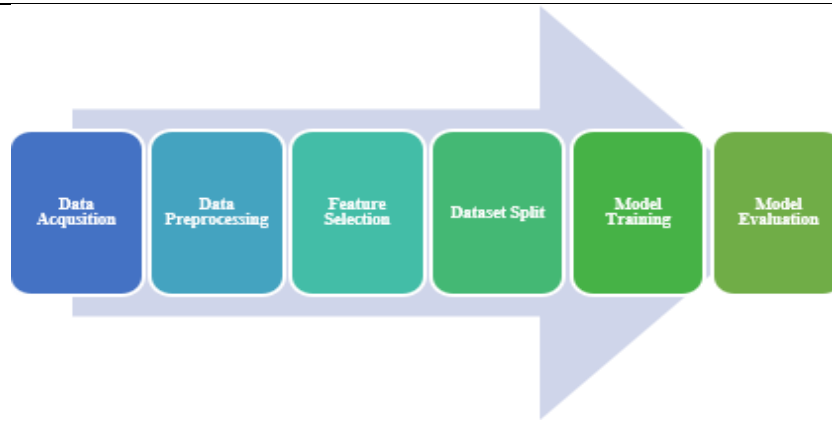 Data
Acqusition
Data
Preprocessing
Feature
Selection
Dataset Split
Model
Training
Model
Evaluation